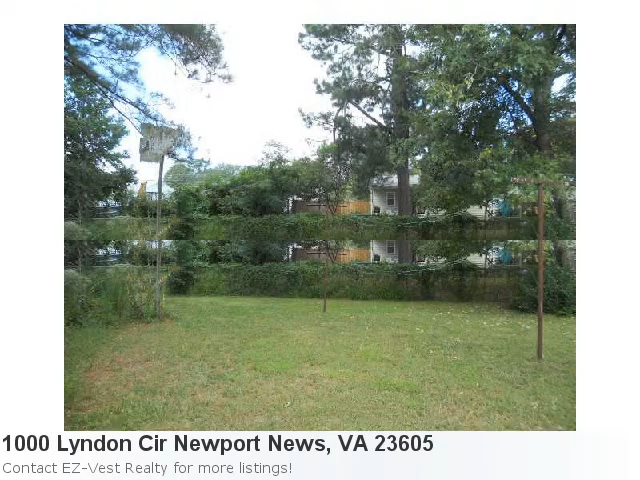 1000 Lyndon Cir Newport News, VA 23605
Contact EZ-Vest Realty for more listings!